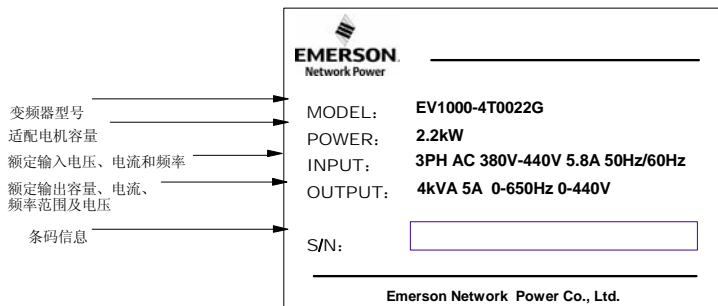 EMERSON.
Network Power
变频器型号
MODEL: EV1000-4T0022G
适配电机容量
POWER: 2.2kW
额定输入电压、电流和频率
INPUT: 3PH AC 380V-440V 5.8A 50Hz/60Hz
额定输出容量、电流、
频率范围及电压
OUTPUT: 4kVA 5A 0-650Hz 0-440V
条码信息
S/N:
Emerson Network Power Co., Ltd.